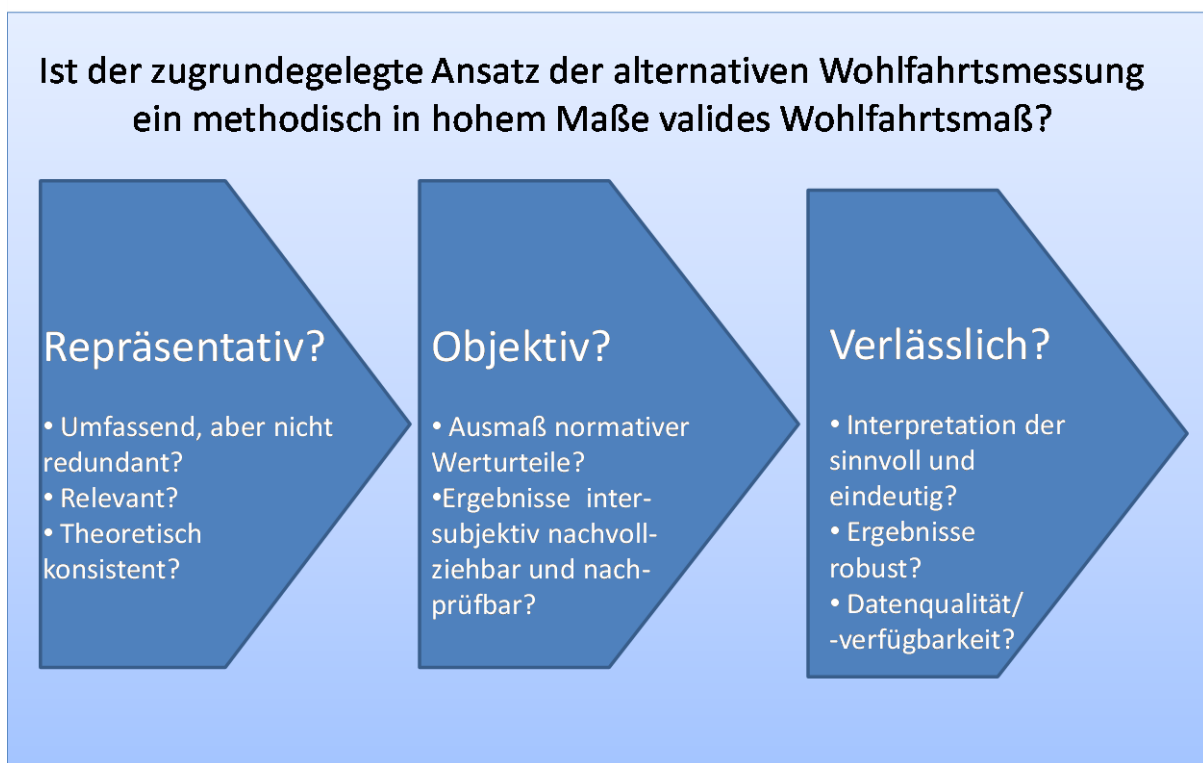 Ist der zugrundegelegte Ansatz der alternativen Wohlfahrtsmessung
ein methodisch in hohem Maße valides Wohlfahrtsmaß?
Repräsentativ?
• Umfassend, aber nicht
redundant?
• Relevant?
• Theoretisch
konsistent?
Objektiv?
• Ausmaß normativer
Werturteile?
•Ergebnisse inter-
subjektiv nachvoll-
ziehbar und nach-
prüfbar?
Verlässlich?
• Interpretation der
sinnvoll und
eindeutig?
• Ergebnisse
robust?
• Datenqualität/
-verfügbarkeit?